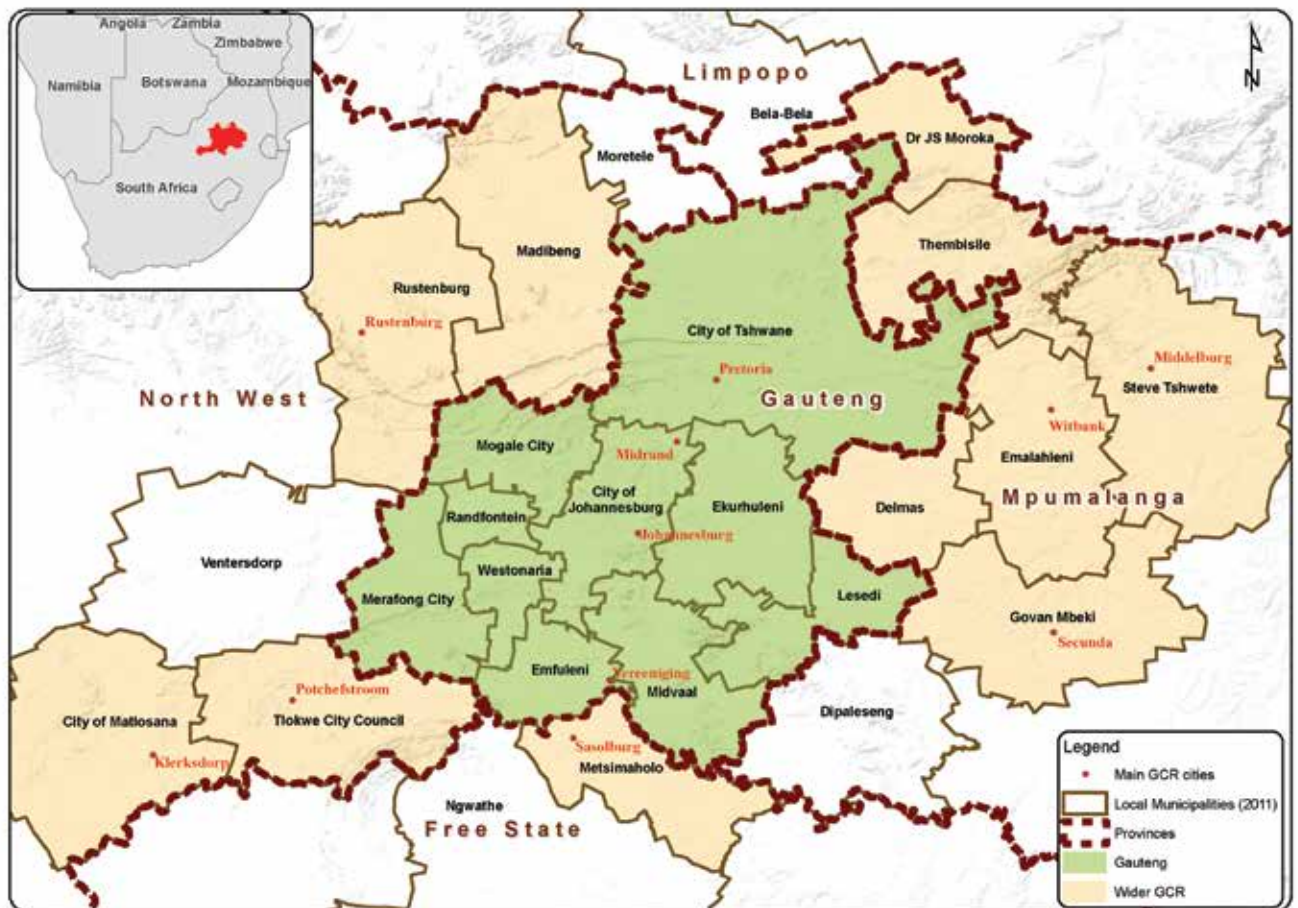 Angola
Zambia
Zimbabwe
Namibia
Botswana
Mozambique
South Africa
Limpopo
N
Bela-Bela
Dr JS Moroka
Moretele
Madibeng
Thembisile
Rustenburg
Rustenburg
City of Tshwane
Middelburg
Steve Tshwete
Pretoria
North West
Gauteng
Witbank
Mogale City
Midrand
Emalahleni
City of
Johannesburg
Ekurhuleni
Mpumalanga
Delmas
Randfontein
Johannesburg
Ventersdorp
Westonaria
Merafong City
Lesedi
Govan Mbeki
Secunda
Emfuleni
Vereeniging
Midvaal
Potchefstroom
Tlokwe City Council
City of Matlosana
Dipaleseng
Klerksdorp
Sasolburg
Metsimaholo
Ngwathe
Free State
Legend
Main GCR cities
Local Municipalities (2011)
Provinces
Gauteng
Wider GCR